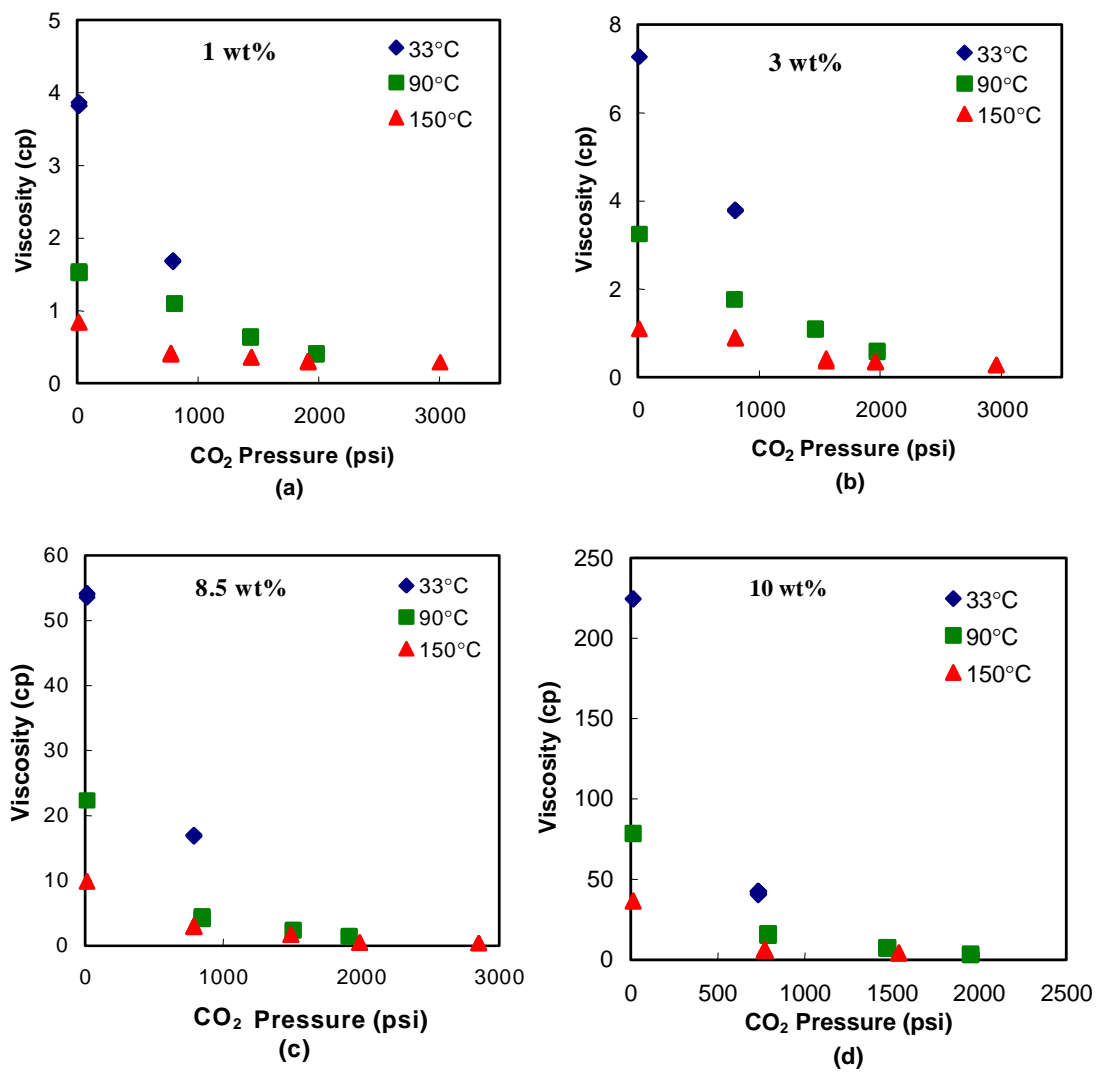 1 wt%
33°C
90°C
150°C
5
4
3
2
1
0
Viscosity (cp)
0 1000 2000 3000
CO₂ Pressure (psi)
(a)
3 wt%
33°C
90°C
150°C
8
6
4
2
0
Viscosity (cp)
0 1000 2000 3000
CO₂ Pressure (psi)
(b)
8.5 wt%
33°C
90°C
150°C
60
50
40
30
20
10
0
Viscosity (cp)
0 1000 2000 3000
CO₂ Pressure (psi)
(c)
10 wt%
33°C
90°C
150°C
250
200
150
100
50
0
Viscosity (cp)
0 500 1000 1500 2000 2500
CO₂ Pressure (psi)
(d)